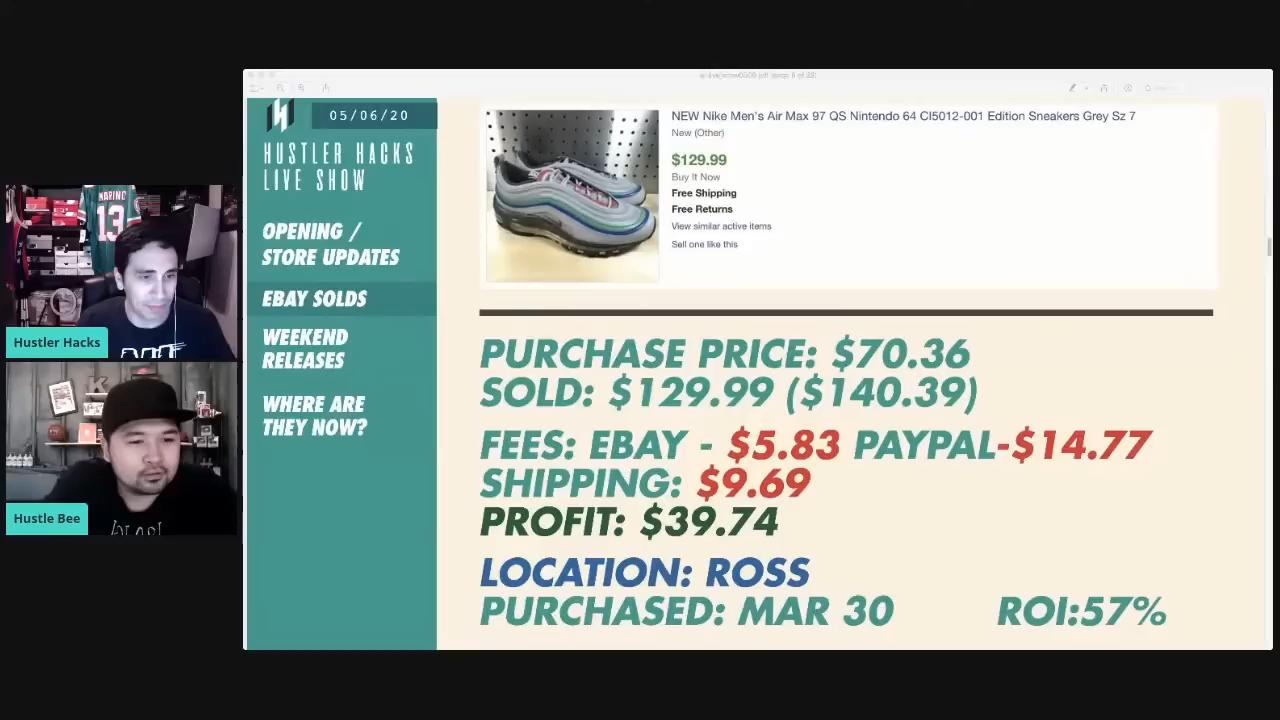 05/06/20
HUSTLER HACKS
LIVE SHOW
OPENING /
STORE UPDATES
EBAY SOLDS
WEEKEND
RELEASES
WHERE ARE
THEY NOW?
MARINO
13
Hustler Hacks
K
Hustle Bee
NEW Nike Men's Air Max 97 QS Nintendo 64 CI5012-001 Edition Sneakers Grey Sz 7
New (Other)
$129.99
Buy It Now
Free Shipping
Free Returns
View similar active items
Sell one like this
PURCHASE PRICE: $70.36
SOLD: $129.99 ($140.39)
FEES: EBAY - $5.83 PAYPAL-$14.77
SHIPPING: $9.69
PROFIT: $39.74
LOCATION: ROSS
PURCHASED: MAR 30
ROI:57%